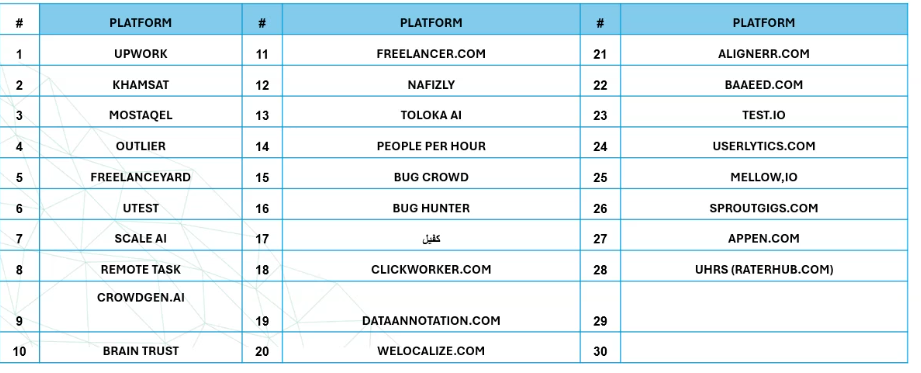 # PLATFORM # PLATFORM # PLATFORM
1 UPWORK 11 FREELANCER.COM 21 ALIGNERR.COM
2 KHAMSAT 12 NAFIZLY 22 BAAEED.COM
3 MOSTAQEL 13 TOLOKA AI 23 TEST.IO
4 OUTLIER 14 PEOPLE PER HOUR 24 USERLYTICS.COM
5 FREELANCEYARD 15 BUG CROWD 25 MELLOW,IO
6 UTEST 16 BUG HUNTER 26 SPROUTGIGS.COM
7 SCALE AI 17 كفيل 27 APPEN.COM
8 REMOTE TASK 18 CLICKWORKER.COM 28 UHRS (RATERHUB.COM)
9 CROWDGEN.AI 19 DATAANNOTATION.COM 29
10 BRAIN TRUST 20 WELOCALIZE.COM 30